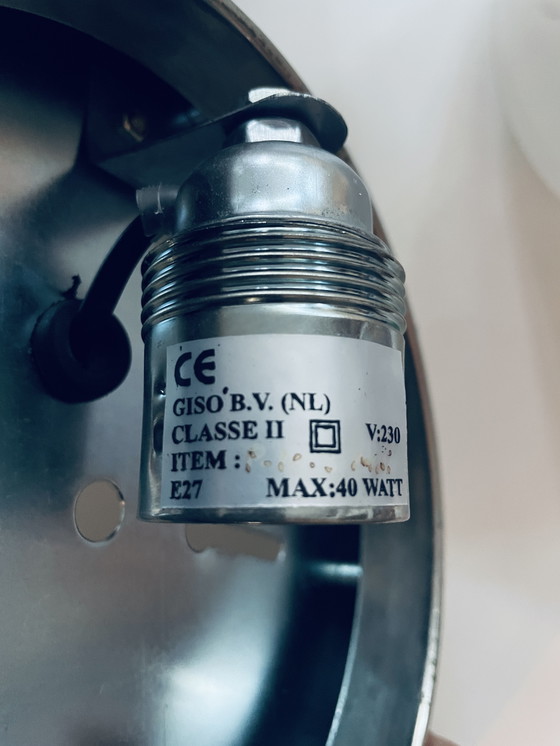 CE
GISO B.V. (NL)
CLASSE II V:230
ITEM :
E27 MAX:40 WATT